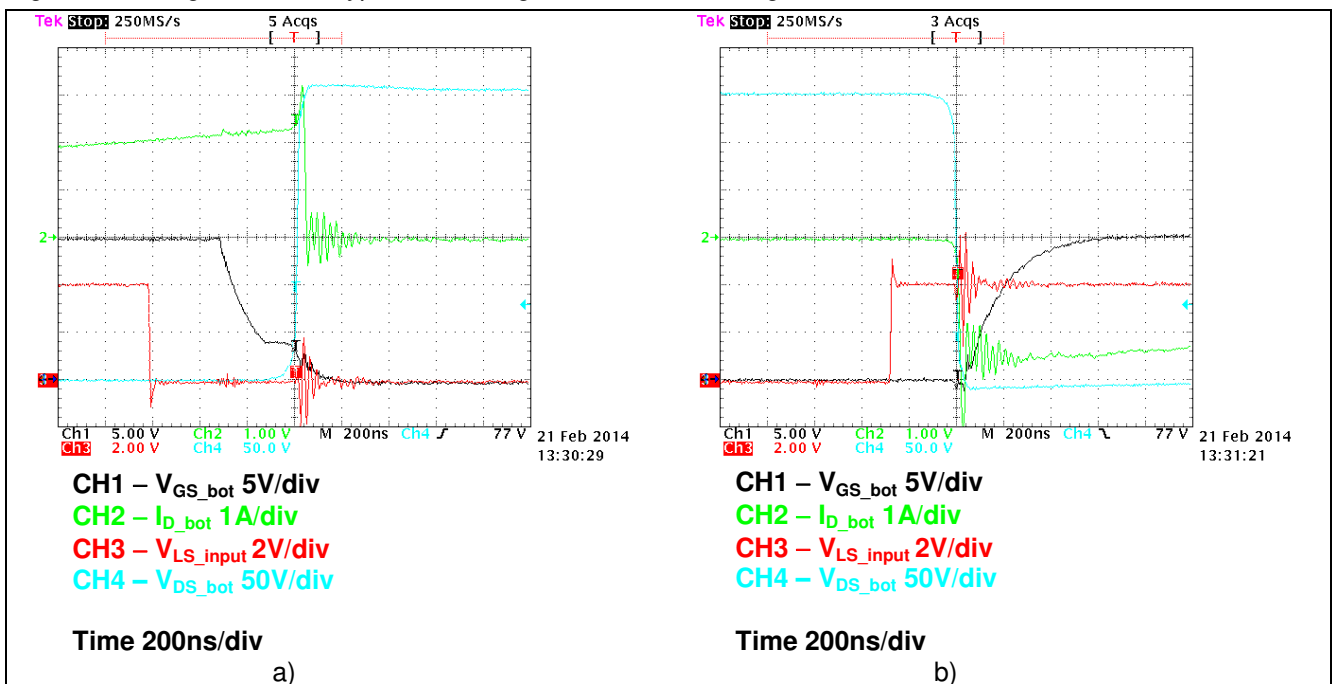 Tek Stop: 250MS/s 5 Acqs
[ T ]
2→
T
Ch1 5.00 V Ch2 1.00 V M 200ns Ch4 77 V
Ch3 2.00 V Ch4 50.0 V
21 Feb 2014
13:30:29
CH1 – VGS_bot 5V/div
CH2 – ID_bot 1A/div
CH3 – VLS_input 2V/div
CH4 – VDS_bot 50V/div
Time 200ns/div
a)
Tek Stop: 250MS/s 3 Acqs
[ T ]
2→
Ch1 5.00 V Ch2 1.00 V M 200ns Ch4 77 V
Ch3 2.00 V Ch4 50.0 V
21 Feb 2014
13:31:21
CH1 – VGS_bot 5V/div
CH2 – ID_bot 1A/div
CH3 – VLS_input 2V/div
CH4 – VDS_bot 50V/div
Time 200ns/div
b)